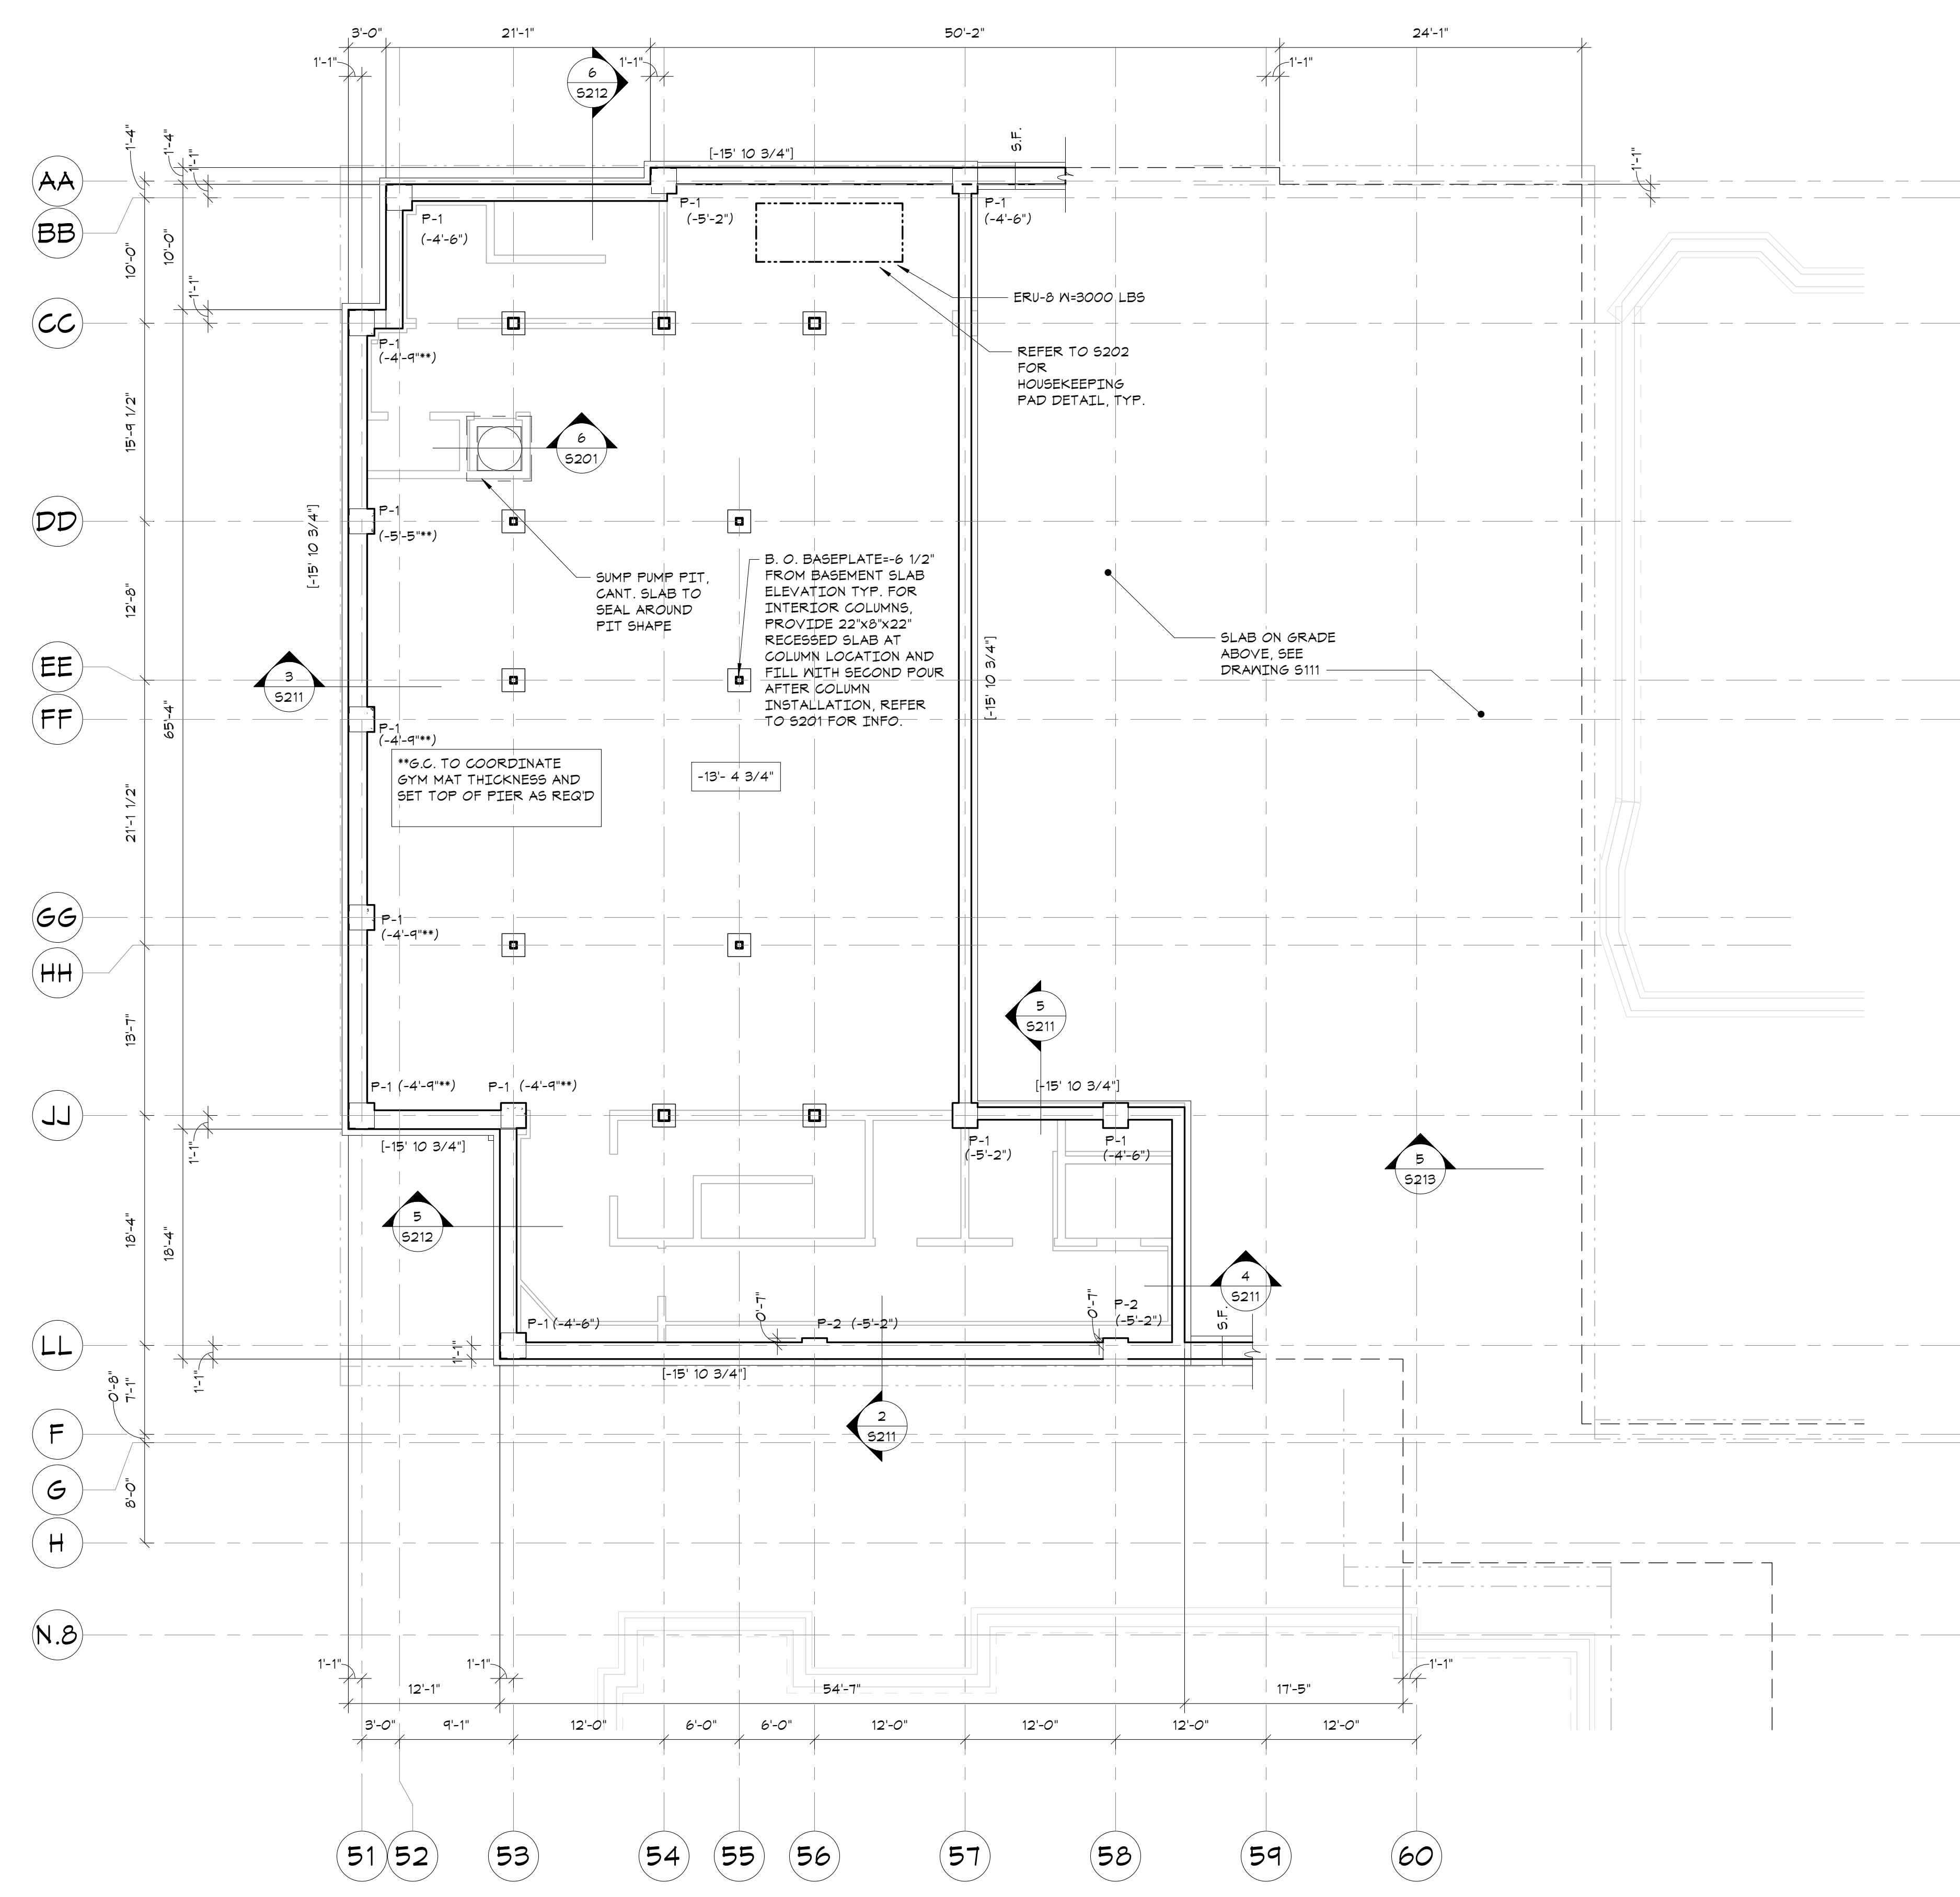 3'-0"
21'-1"
50'-2"
24'-1"
1'-1"
1'-1"
1'-1"
6
S212
1'-4"
1'-4"
1'-1"
S.F.
[-15' 10 3/4"]
1'-1"
AA
BB
P-1
(-4'-6")
P-1
(-5'-2")
P-1
(-4'-6")
10'-0"
10'-0"
1'-1"
ERU-8 W=3000 LBS
CC
P-1
(-4'-9"**)
REFER TO S202
FOR
HOUSEKEEPING
PAD DETAIL, TYP.
15'-9 1/2"
6
S201
DD
P-1
(-5'-5"**)
[-15' 10 3/4"]
SUMP PUMP PIT,
CANT. SLAB TO
SEAL AROUND
PIT SHAPE
B. O. BASEPLATE=-6 1/2"
FROM BASEMENT SLAB
ELEVATION TYP. FOR
INTERIOR COLUMNS,
PROVIDE 22"x8"x22"
RECESSED SLAB AT
COLUMN LOCATION AND
FILL WITH SECOND POUR
AFTER COLUMN
INSTALLATION, REFER
TO S201 FOR INFO.
12'-8"
SLAB ON GRADE
ABOVE, SEE
DRAWING S111
[-15' 10 3/4"]
EE
3
S211
FF
65'-4"
P-1
(-4'-9"**)
**G.C. TO COORDINATE
GYM MAT THICKNESS AND
SET TOP OF PIER AS REQ'D
-13'- 4 3/4"
21'-1 1/2"
GG
P-1
(-4'-9"**)
HH
13'-7"
5
S211
P-1 (-4'-9"**)
P-1 (-4'-9"**)
[-15' 10 3/4"]
JJ
1'-1"
[-15' 10 3/4"]
P-1
(-5'-2")
P-1
(-4'-6")
5
S213
18'-4"
18'-4"
5
S212
4
S211
S.F.
P-1 (-4'-6")
0'-7"
P-2 (-5'-2")
0'-7"
P-2
(-5'-2")
LL
1'-1"
1'-1"
[-15' 10 3/4"]
0'-8"
7'-1"
F
2
S211
G
8'-0"
H
N.8
1'-1"
1'-1"
1'-1"
12'-1"
54'-7"
17'-5"
3'-0"
9'-1"
12'-0"
6'-0"
6'-0"
12'-0"
12'-0"
12'-0"
12'-0"
51
52
53
54
55
56
57
58
59
60